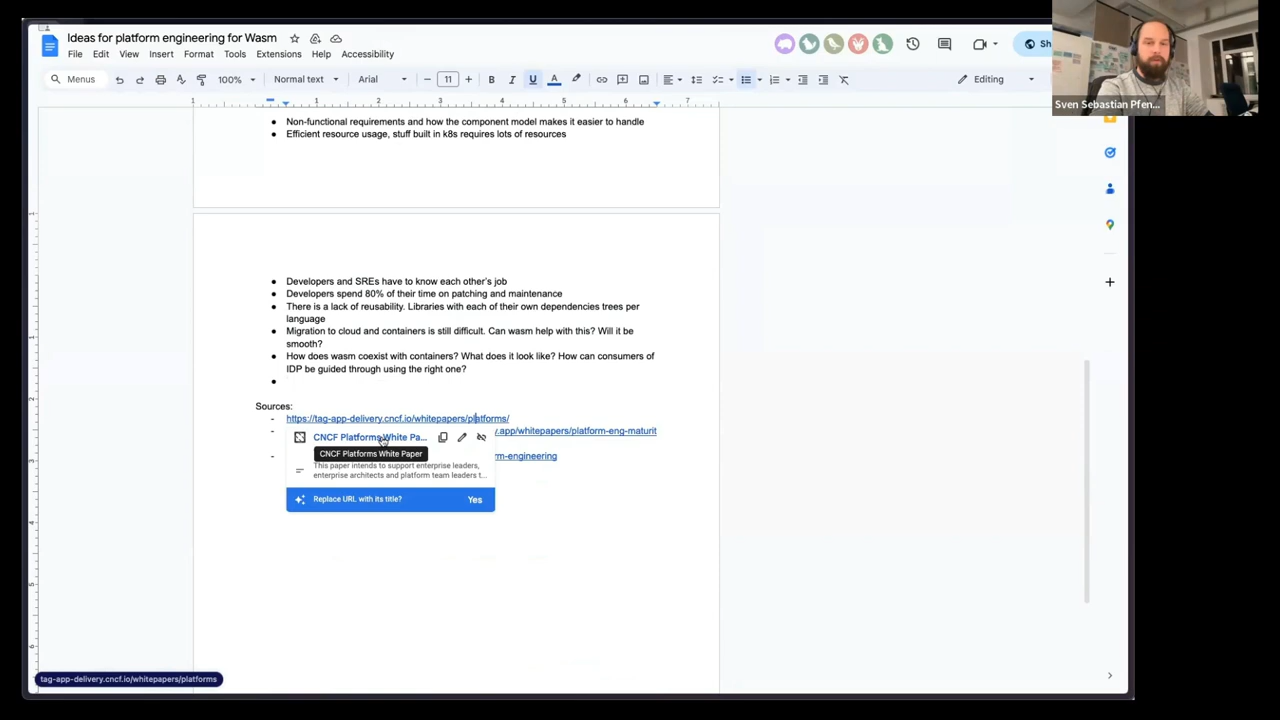 Ideas for platform engineering for Wasm
File Edit View Insert Format Tools Extensions Help Accessibility
Sh
Menus 100% Normal text Arial 11 B I U A Editing
1 1 2 3 4 5 6 7
Sven Sebastian Pfen...
Non-functional requirements and how the component model makes it easier to handle
Efficient resource usage, stuff built in k8s requires lots of resources
Developers and SREs have to know each other's job
Developers spend 80% of their time on patching and maintenance
There is a lack of reusability. Libraries with each of their own dependencies trees per
language
Migration to cloud and containers is still difficult. Can wasm help with this? Will it be
smooth?
How does wasm coexist with containers? What does it look like? How can consumers of
IDP be guided through using the right one?
Sources:
- https://tag-app-delivery.cncf.io/whitepapers/platforms/
- y.app/whitepapers/platform-eng-maturit
CNCF Platforms White Pa...
CNCF Platforms White Paper
- rm-engineering
This paper intends to support enterprise leaders,
enterprise architects and platform team leaders t...
Replace URL with its title? Yes
tag-app-delivery.cncf.io/whitepapers/platforms